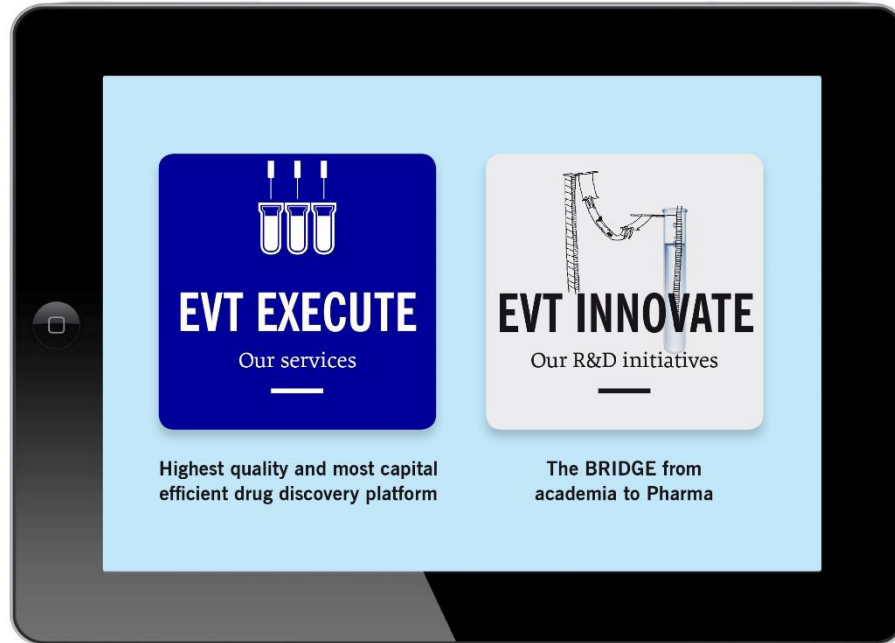 EVT EXECUTE
Our services
Highest quality and most capital
efficient drug discovery platform
EVT INNOVATE
Our R&D initiatives
The BRIDGE from
academia to Pharma